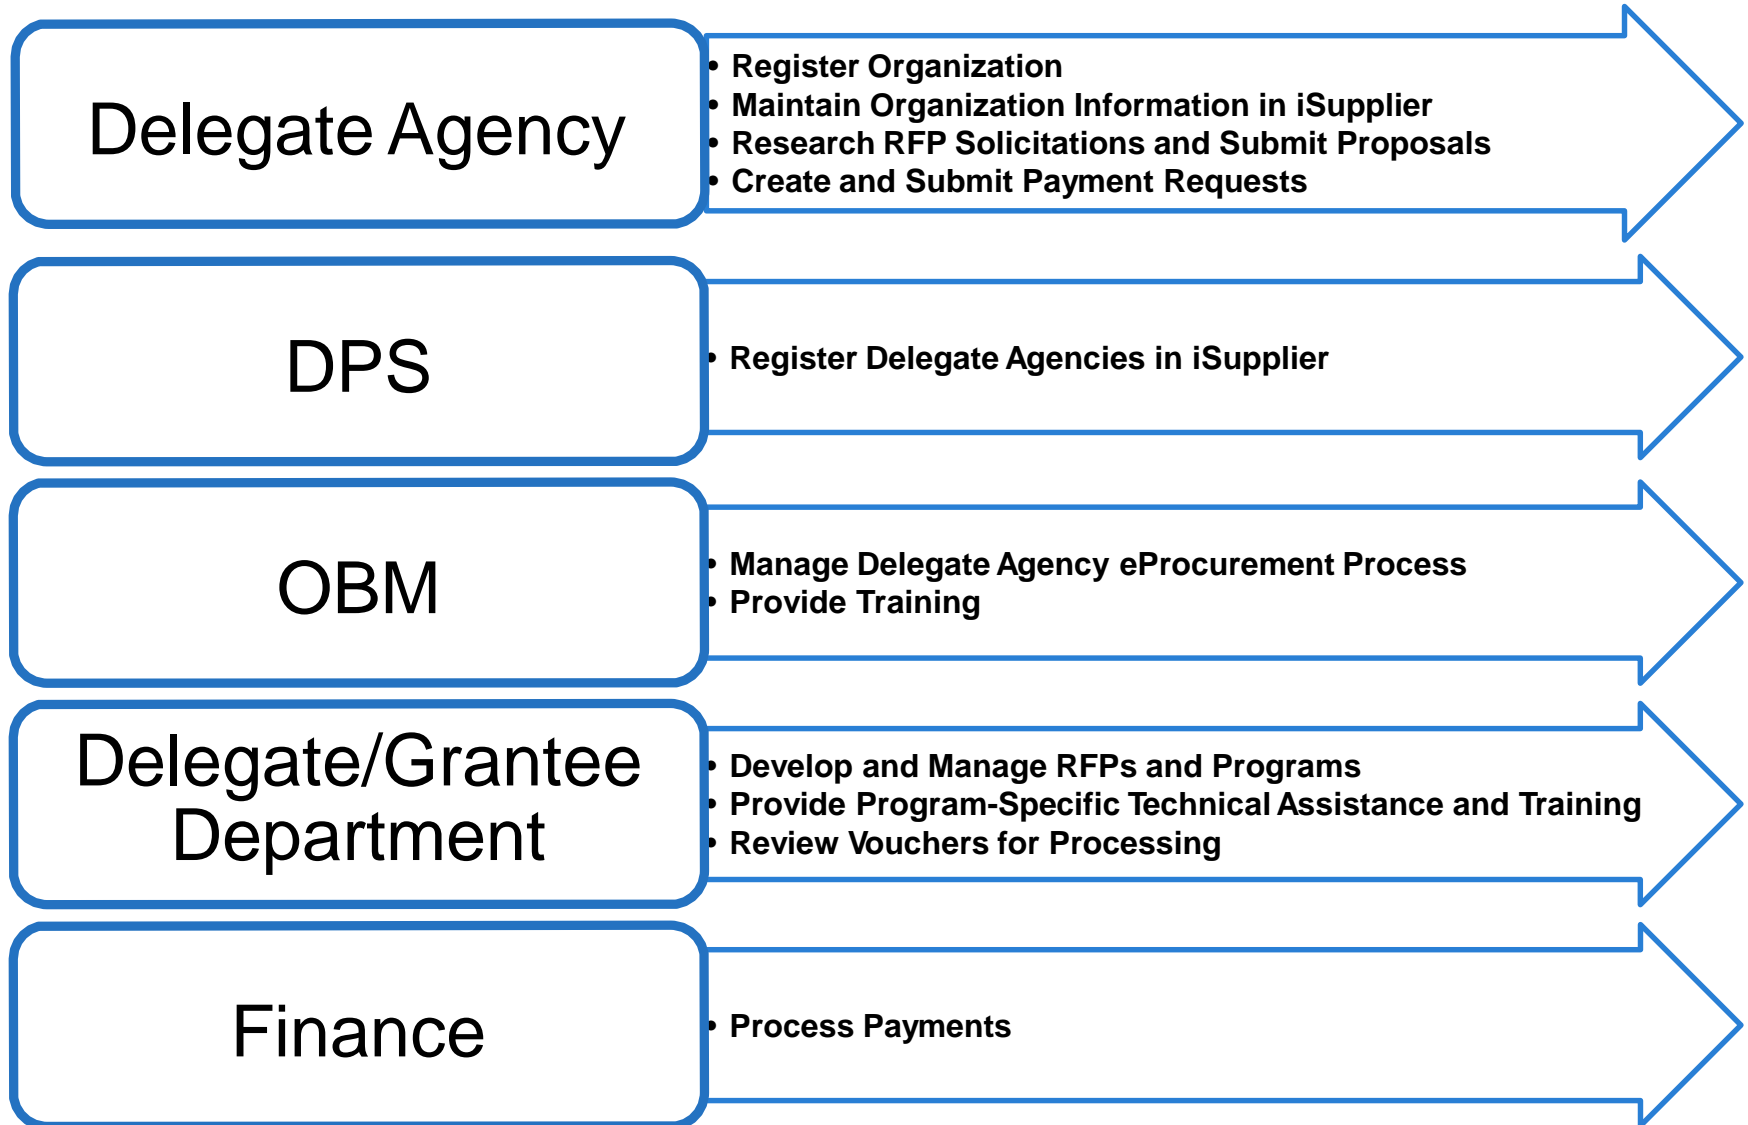 Delegate Agency
• Register Organization
• Maintain Organization Information in iSupplier
• Research RFP Solicitations and Submit Proposals
• Create and Submit Payment Requests
DPS
• Register Delegate Agencies in iSupplier
OBM
• Manage Delegate Agency eProcurement Process
• Provide Training
Delegate/Grantee
Department
• Develop and Manage RFPs and Programs
• Provide Program-Specific Technical Assistance and Training
• Review Vouchers for Processing
Finance
• Process Payments